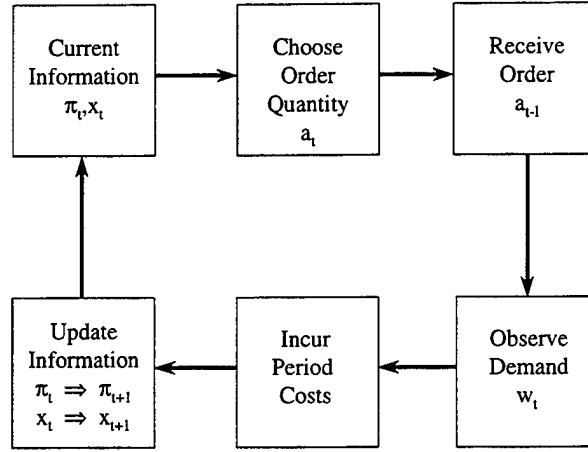 Current
Information
π_t,x_t
Choose
Order
Quantity
a_t
Receive
Order
a_{t-1}
Update
Information
π_t ⇒ π_{t+1}
x_t ⇒ x_{t+1}
Incur
Period
Costs
Observe
Demand
w_t